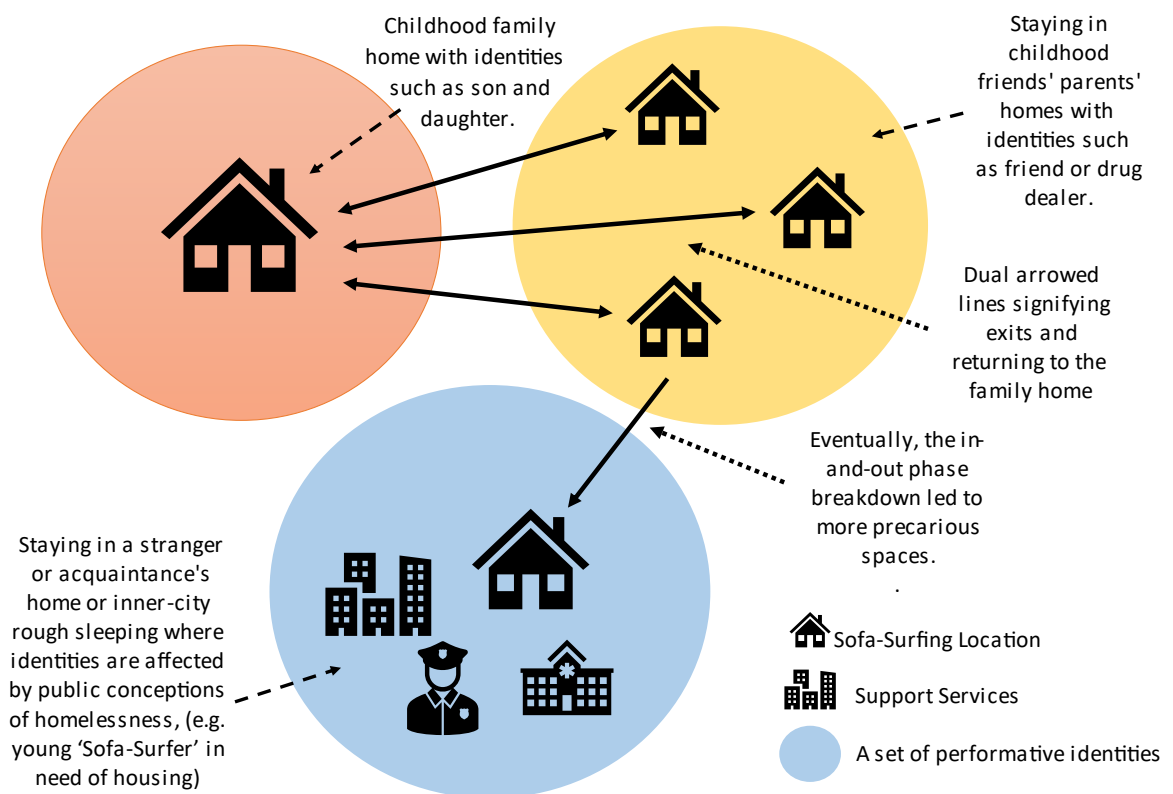 Childhood family
home with identities
such as son and
daughter.
Staying in
childhood
friends' parents'
homes with
identities such
as friend or drug
dealer.
Dual arrowed
lines signifying
exits and
returning to the
family home
Eventually, the in-
and-out phase
breakdown led to
more precarious
spaces.
.
Staying in a stranger
or acquaintance's
home or inner-city
rough sleeping where
identities are affected
by public conceptions
of homelessness, (e.g.
young ‘Sofa-Surfer’ in
need of housing)
Sofa-Surfing Location
Support Services
A set of performative identities